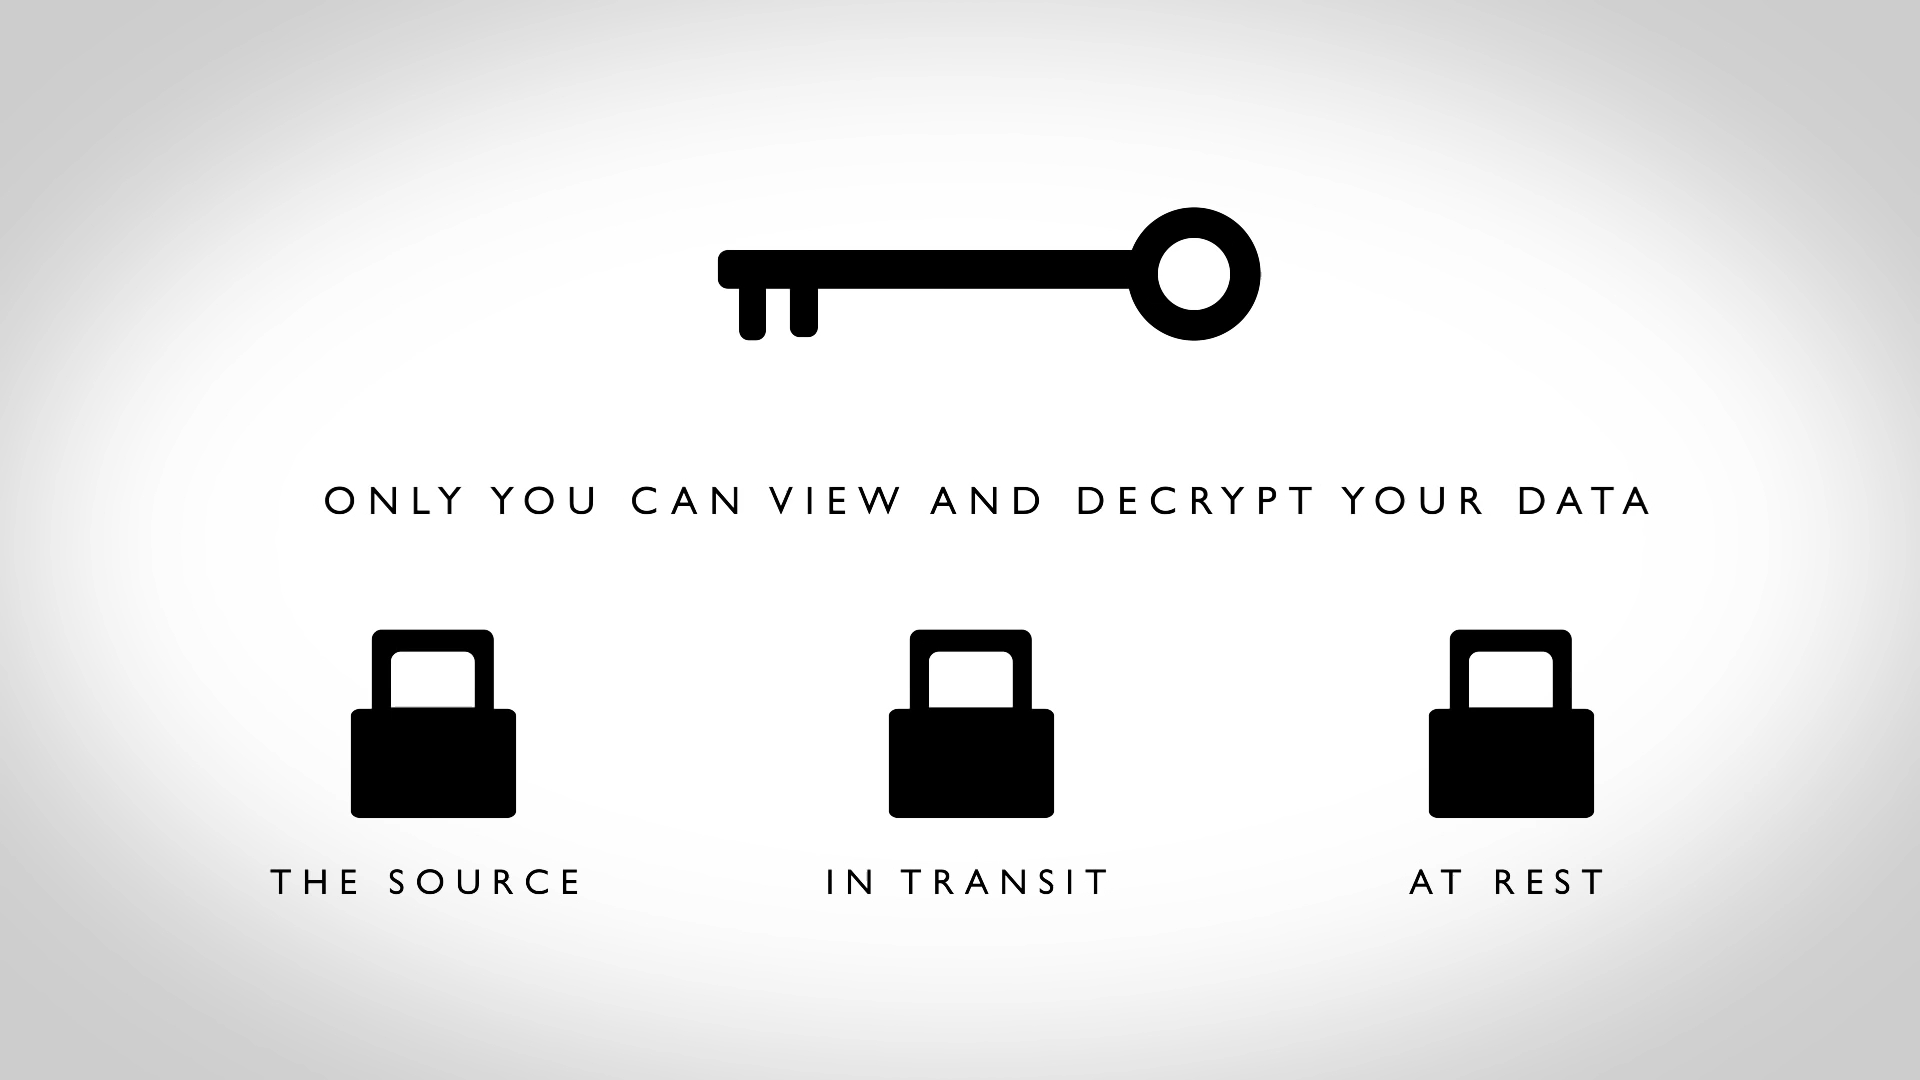 ONLY YOU CAN VIEW AND DECRYPT YOUR DATA
THE SOURCE
IN TRANSIT
AT REST